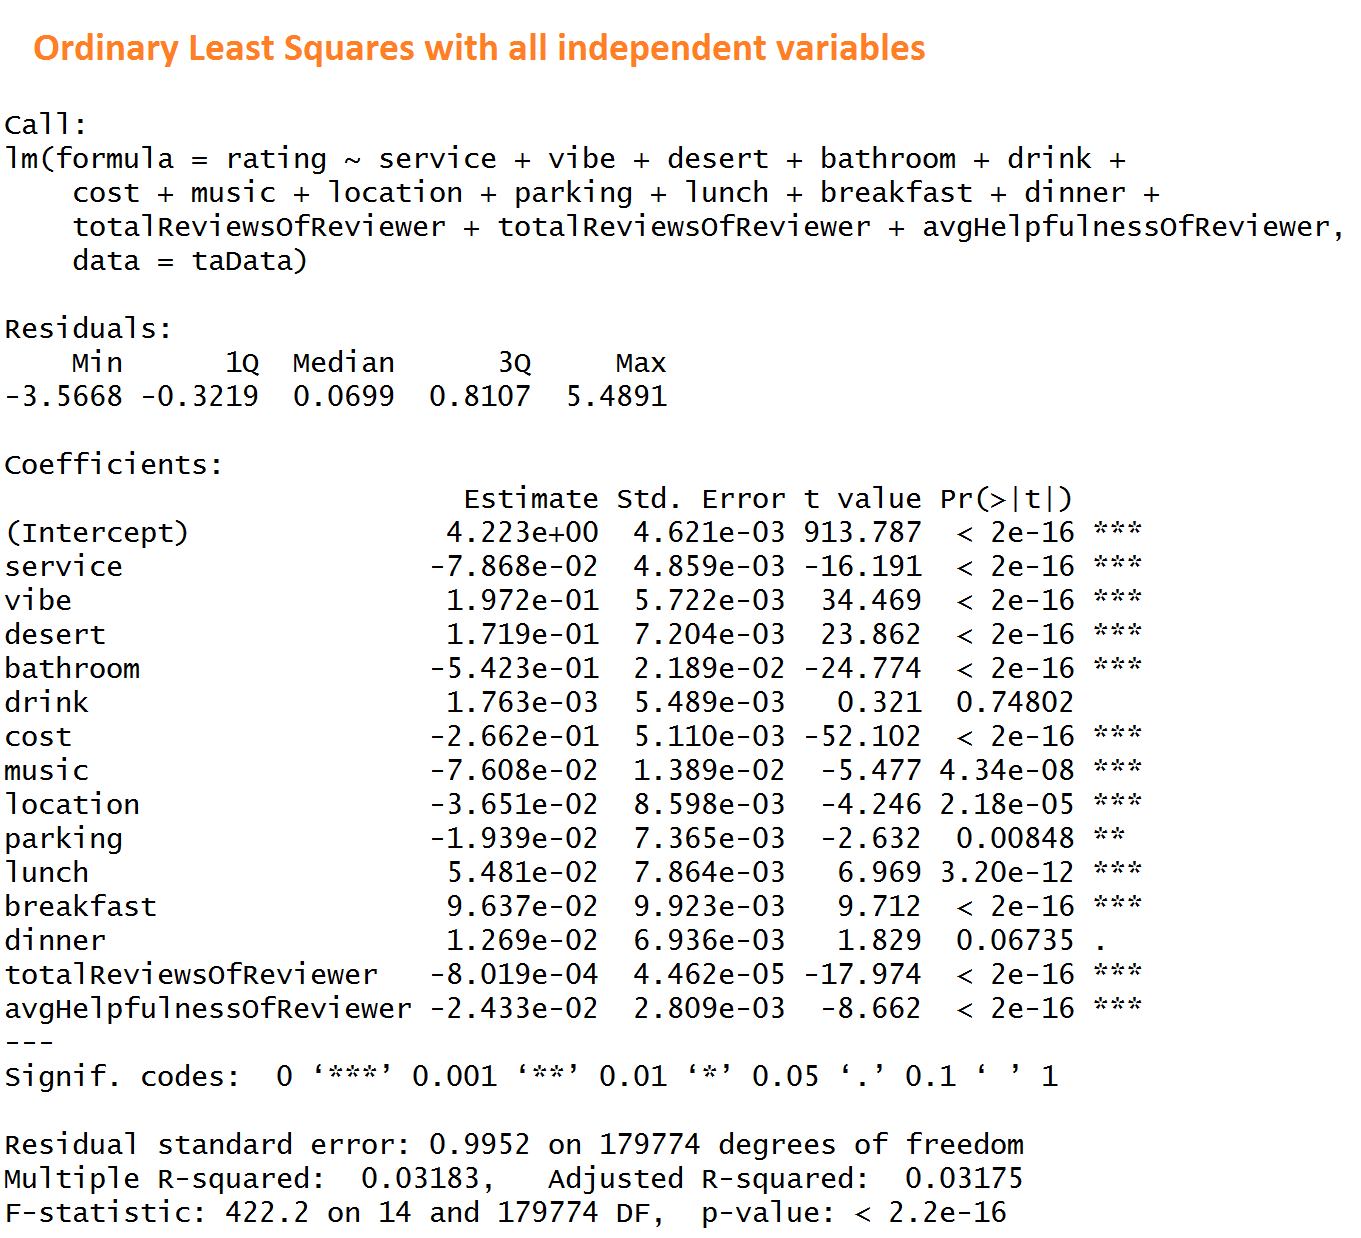 Ordinary Least Squares with all independent variables
Call:
lm(formula = rating ~ service + vibe + desert + bathroom + drink +
    cost + music + location + parking + lunch + breakfast + dinner +
    totalReviewsOfReviewer + totalReviewsOfReviewer + avgHelpfulnessOfReviewer,
    data = taData)
Residuals:
    Min      1Q  Median      3Q     Max
-3.5668 -0.3219  0.0699  0.8107  5.4891
Coefficients:
                           Estimate Std. Error t value Pr(>|t|)
(Intercept)               4.223e+00  4.621e-03 913.787  < 2e-16 ***
service                  -7.868e-02  4.859e-03 -16.191  < 2e-16 ***
vibe                      1.972e-01  5.722e-03  34.469  < 2e-16 ***
desert                    1.719e-01  7.204e-03  23.862  < 2e-16 ***
bathroom                 -5.423e-01  2.189e-02 -24.774  < 2e-16 ***
drink                     1.763e-03  5.489e-03   0.321  0.74802
cost                     -2.662e-01  5.110e-03 -52.102  < 2e-16 ***
music                    -7.608e-02  1.389e-02  -5.477 4.34e-08 ***
location                 -3.651e-02  8.598e-03  -4.246 2.18e-05 ***
parking                  -1.939e-02  7.365e-03  -2.632  0.00848 **
lunch                     5.481e-02  7.864e-03   6.969 3.20e-12 ***
breakfast                 9.637e-02  9.923e-03   9.712  < 2e-16 ***
dinner                    1.269e-02  6.936e-03   1.829  0.06735 .
totalReviewsOfReviewer   -8.019e-04  4.462e-05 -17.974  < 2e-16 ***
avgHelpfulnessOfReviewer -2.433e-02  2.809e-03  -8.662  < 2e-16 ***
---
Signif. codes:  0 ‘***’ 0.001 ‘**’ 0.01 ‘*’ 0.05 ‘.’ 0.1 ‘ ’ 1
Residual standard error: 0.9952 on 179774 degrees of freedom
Multiple R-squared:  0.03183,   Adjusted R-squared:  0.03175
F-statistic: 422.2 on 14 and 179774 DF,  p-value: < 2.2e-16